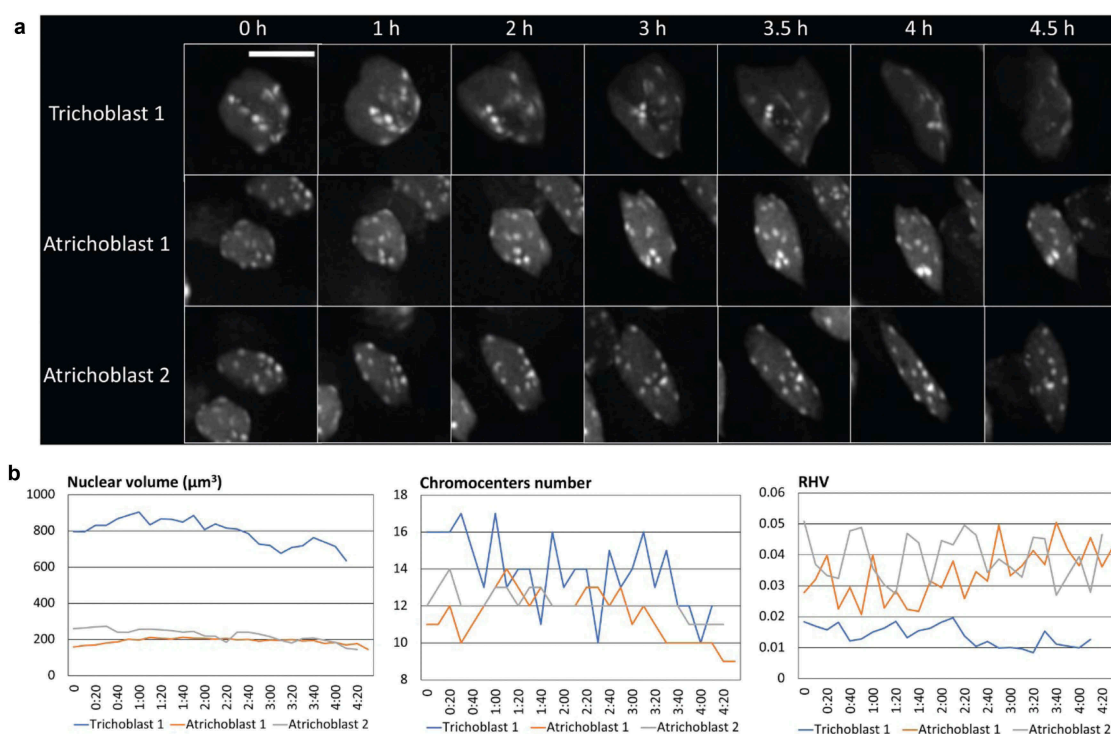 a
0 h 1 h 2 h 3 h 3.5 h 4 h 4.5 h
Trichoblast 1
Atrichoblast 1
Atrichoblast 2
b
Nuclear volume (µm³)
1000
800
600
400
200
0
0 0:20 0:40 1:00 1:20 1:40 2:00 2:20 2:40 3:00 3:20 3:40 4:00 4:20
Trichoblast 1 Atrichoblast 1 Atrichoblast 2
Chromocenters number
18
16
14
12
10
8
0 0:20 0:40 1:00 1:20 1:40 2:00 2:20 2:40 3:00 3:20 3:40 4:00 4:20
Trichoblast 1 Atrichoblast 1 Atrichoblast 2
RHV
0.06
0.05
0.04
0.03
0.02
0.01
0
0 0:20 0:40 1:00 1:20 1:40 2:00 2:20 2:40 3:00 3:20 3:40 4:00 4:20
Trichoblast 1 Atrichoblast 1 Atrichoblast 2